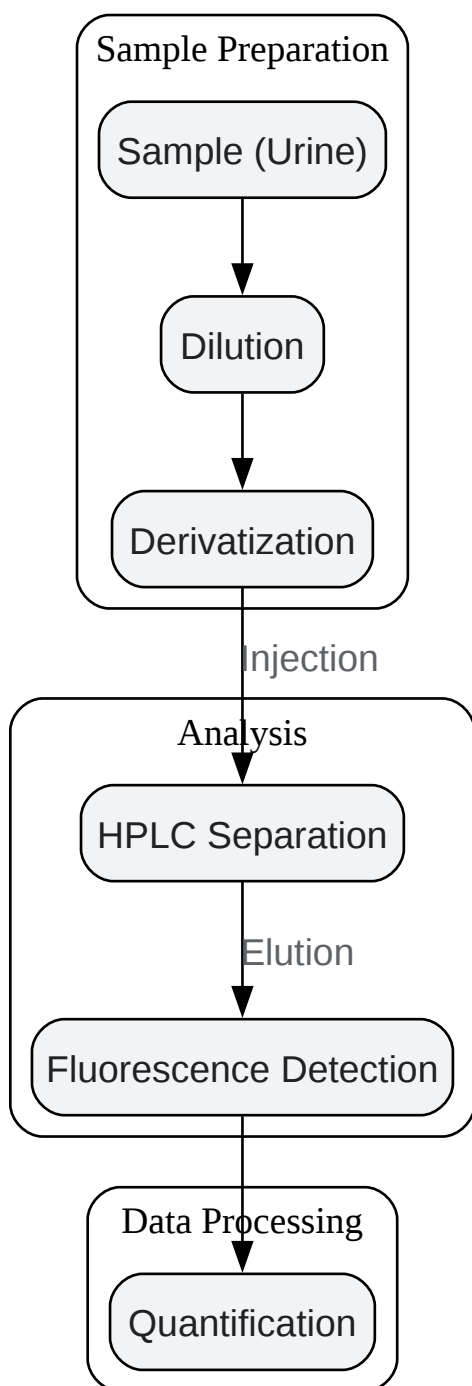 Sample Preparation
Sample (Urine)
Dilution
Derivatization
Injection
Analysis
HPLC Separation
Elution
Fluorescence Detection
Data Processing
Quantification